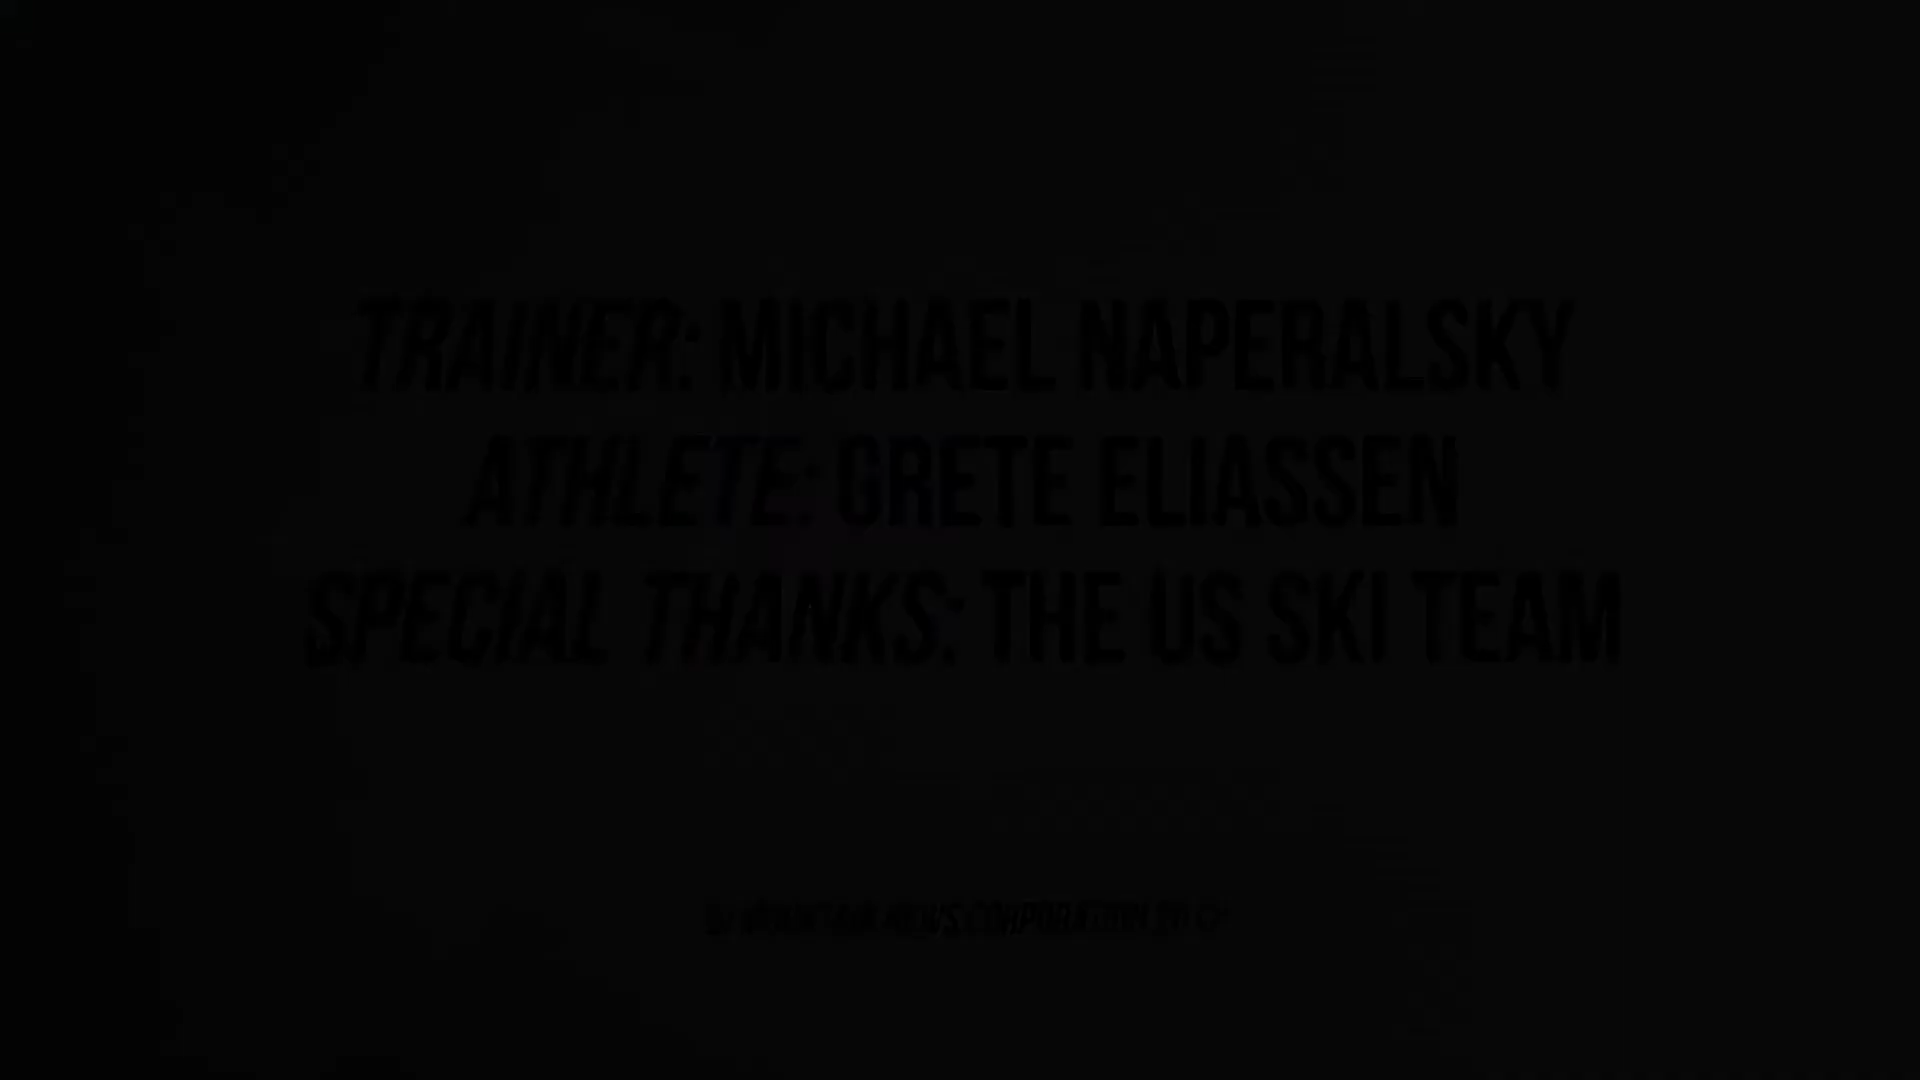 TRAINER: MICHAEL NAPERALSKY
ATHLETE: GRETE ELIASSEN
SPECIAL THANKS: THE US SKI TEAM